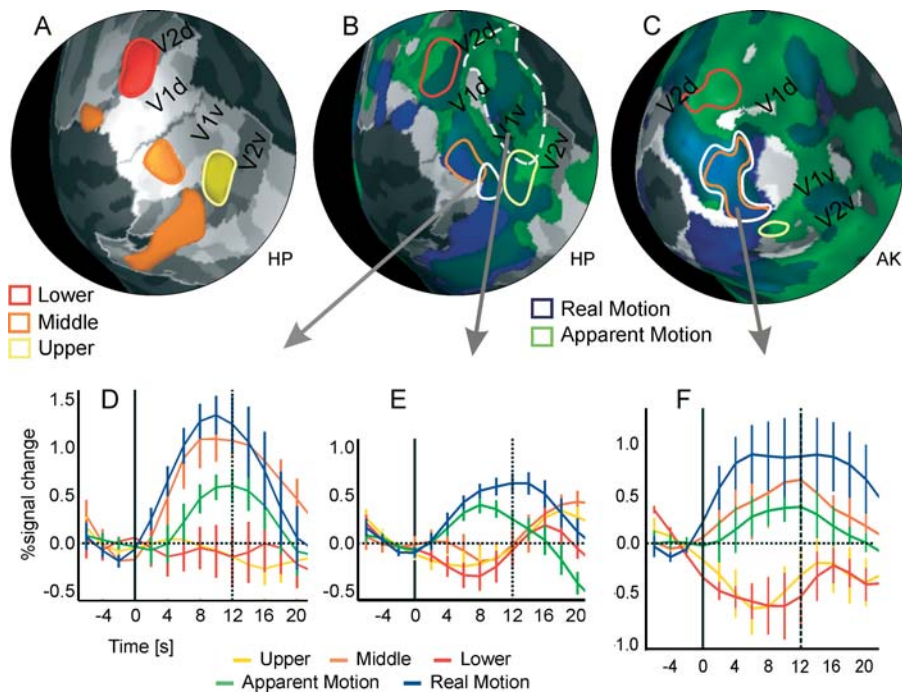 A
B
C
V2d
V1d
V1v
V2v
HP
V2d
V1d
V1v
V2v
HP
V2d
V1d
V1v
V2v
AK
Lower
Middle
Upper
Real Motion
Apparent Motion
D
E
F
%signal change
1.5
1.0
0.5
0.0
-0.5
1.0
0.5
0.0
-0.5
1.0
0.5
0.0
-0.5
-1.0
-4 0 4 8 12 16 20
-4 0 4 8 12 16 20
-4 0 4 8 12 16 20
Time [s]
Upper Middle Lower
Apparent Motion Real Motion